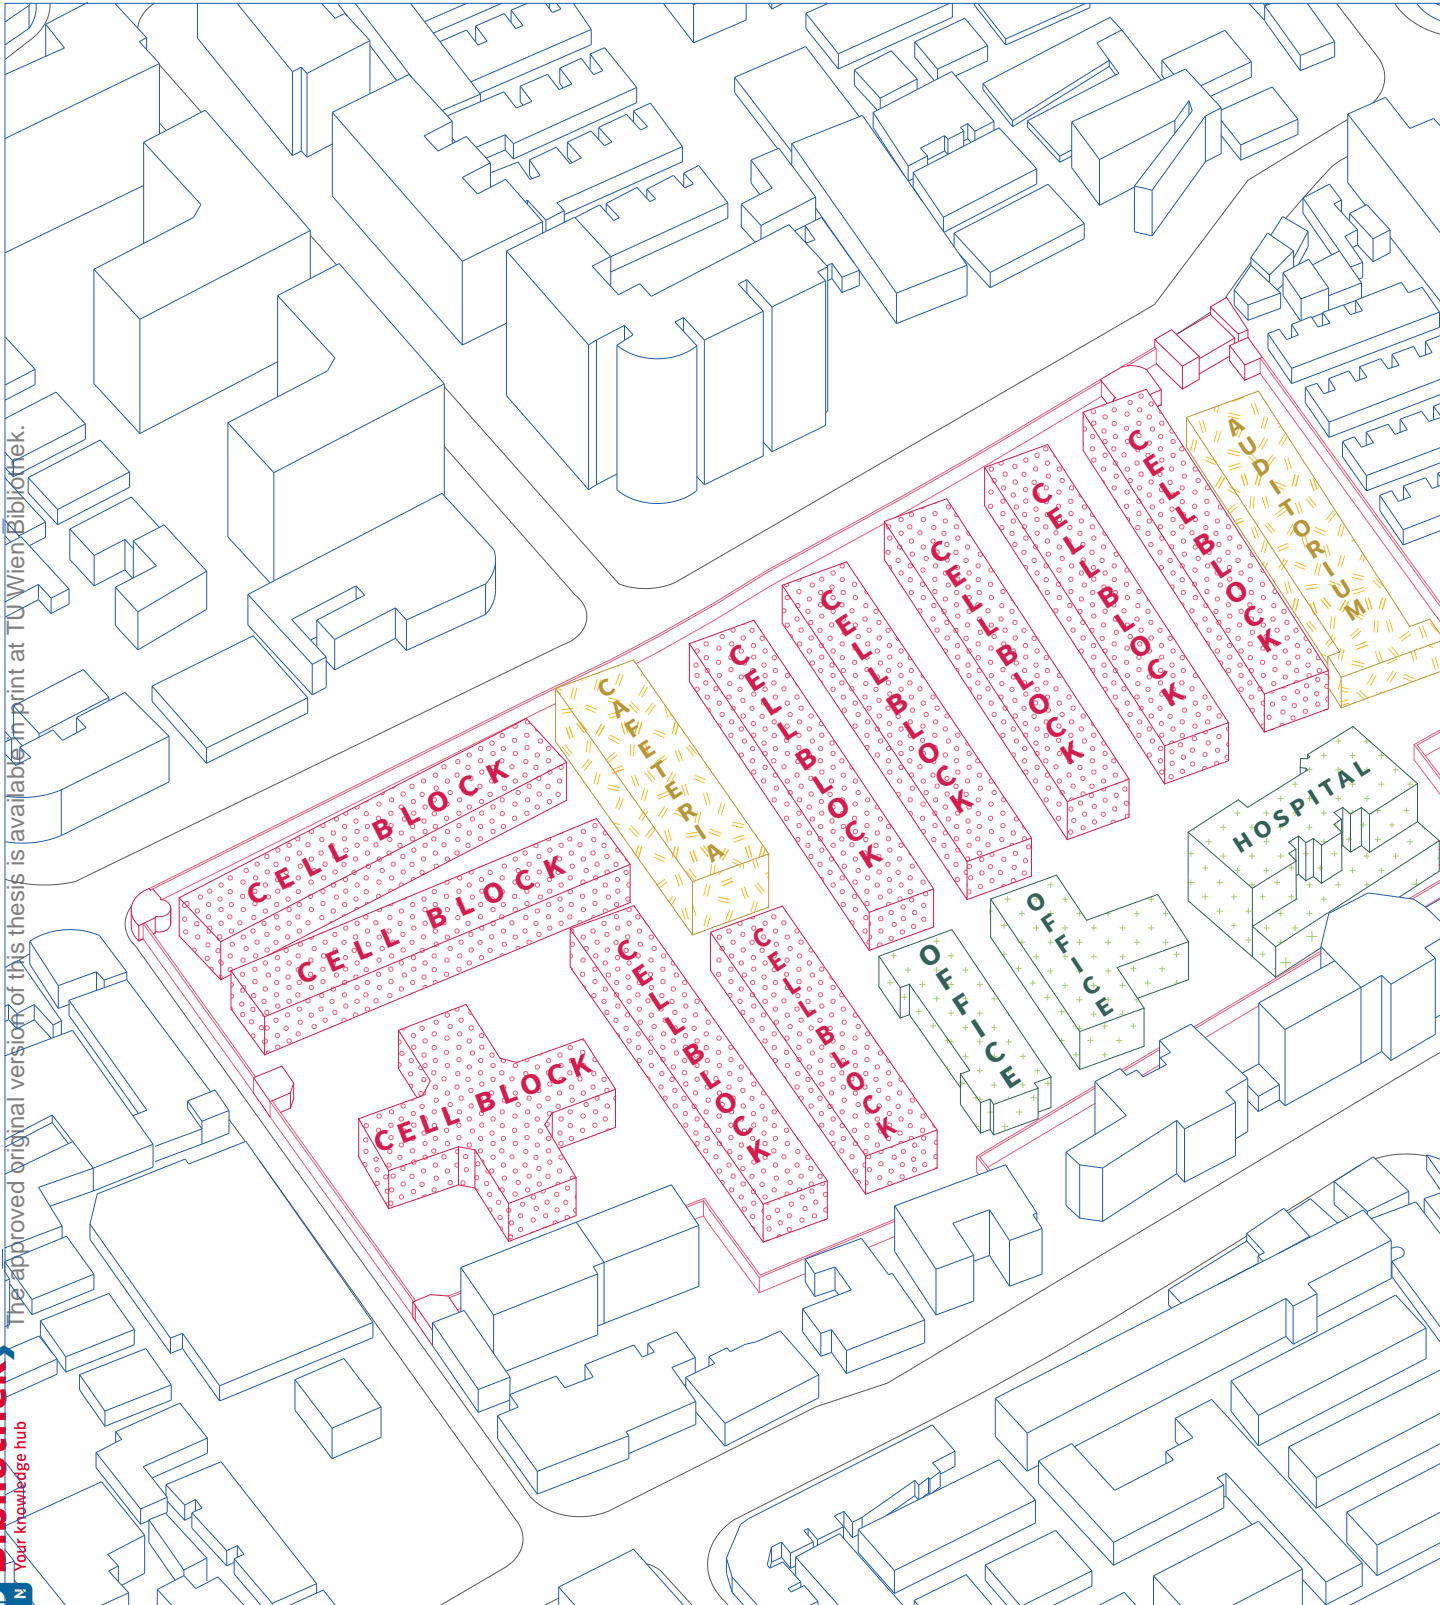 CELL BLOCK
AUDITORIUM
CELL BLOCK
CELL BLOCK
CELL BLOCK
CELL BLOCK
CAFETERIA
CELL BLOCK
CELL BLOCK
HOSPITAL
OFFICE
OFFICE
CELL BLOCK
CELL BLOCK
CELL BLOCK
The approved original version of this thesis is available in print at TU Wien Bibliothek.
Your knowledge hub